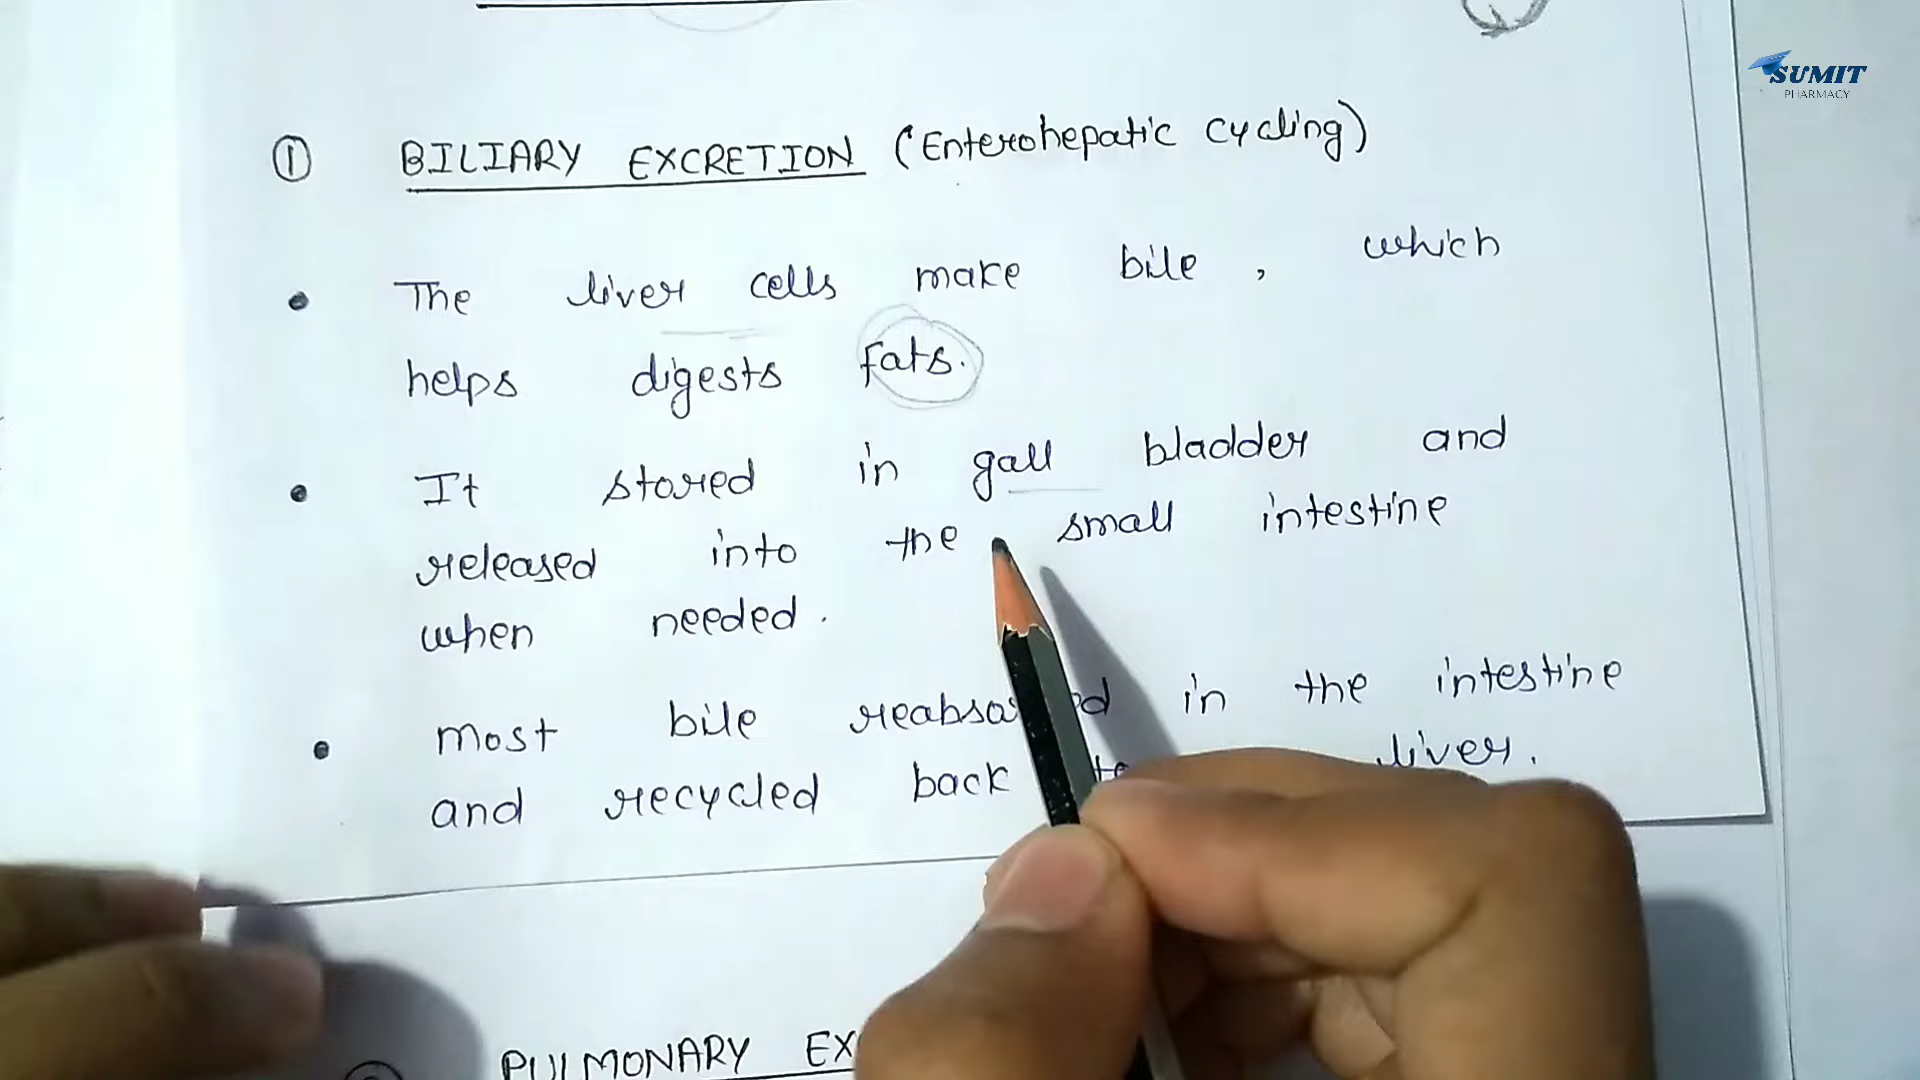 SUMIT
PHARMACY
① BILIARY EXCRETION (Enterohepatic cycling)
• The liver cells make bile, which
helps digests fats.
• It stored in gall bladder and
released into the small intestine
when needed.
• most bile in the intestine
and recycled back liver.
PULMONARY